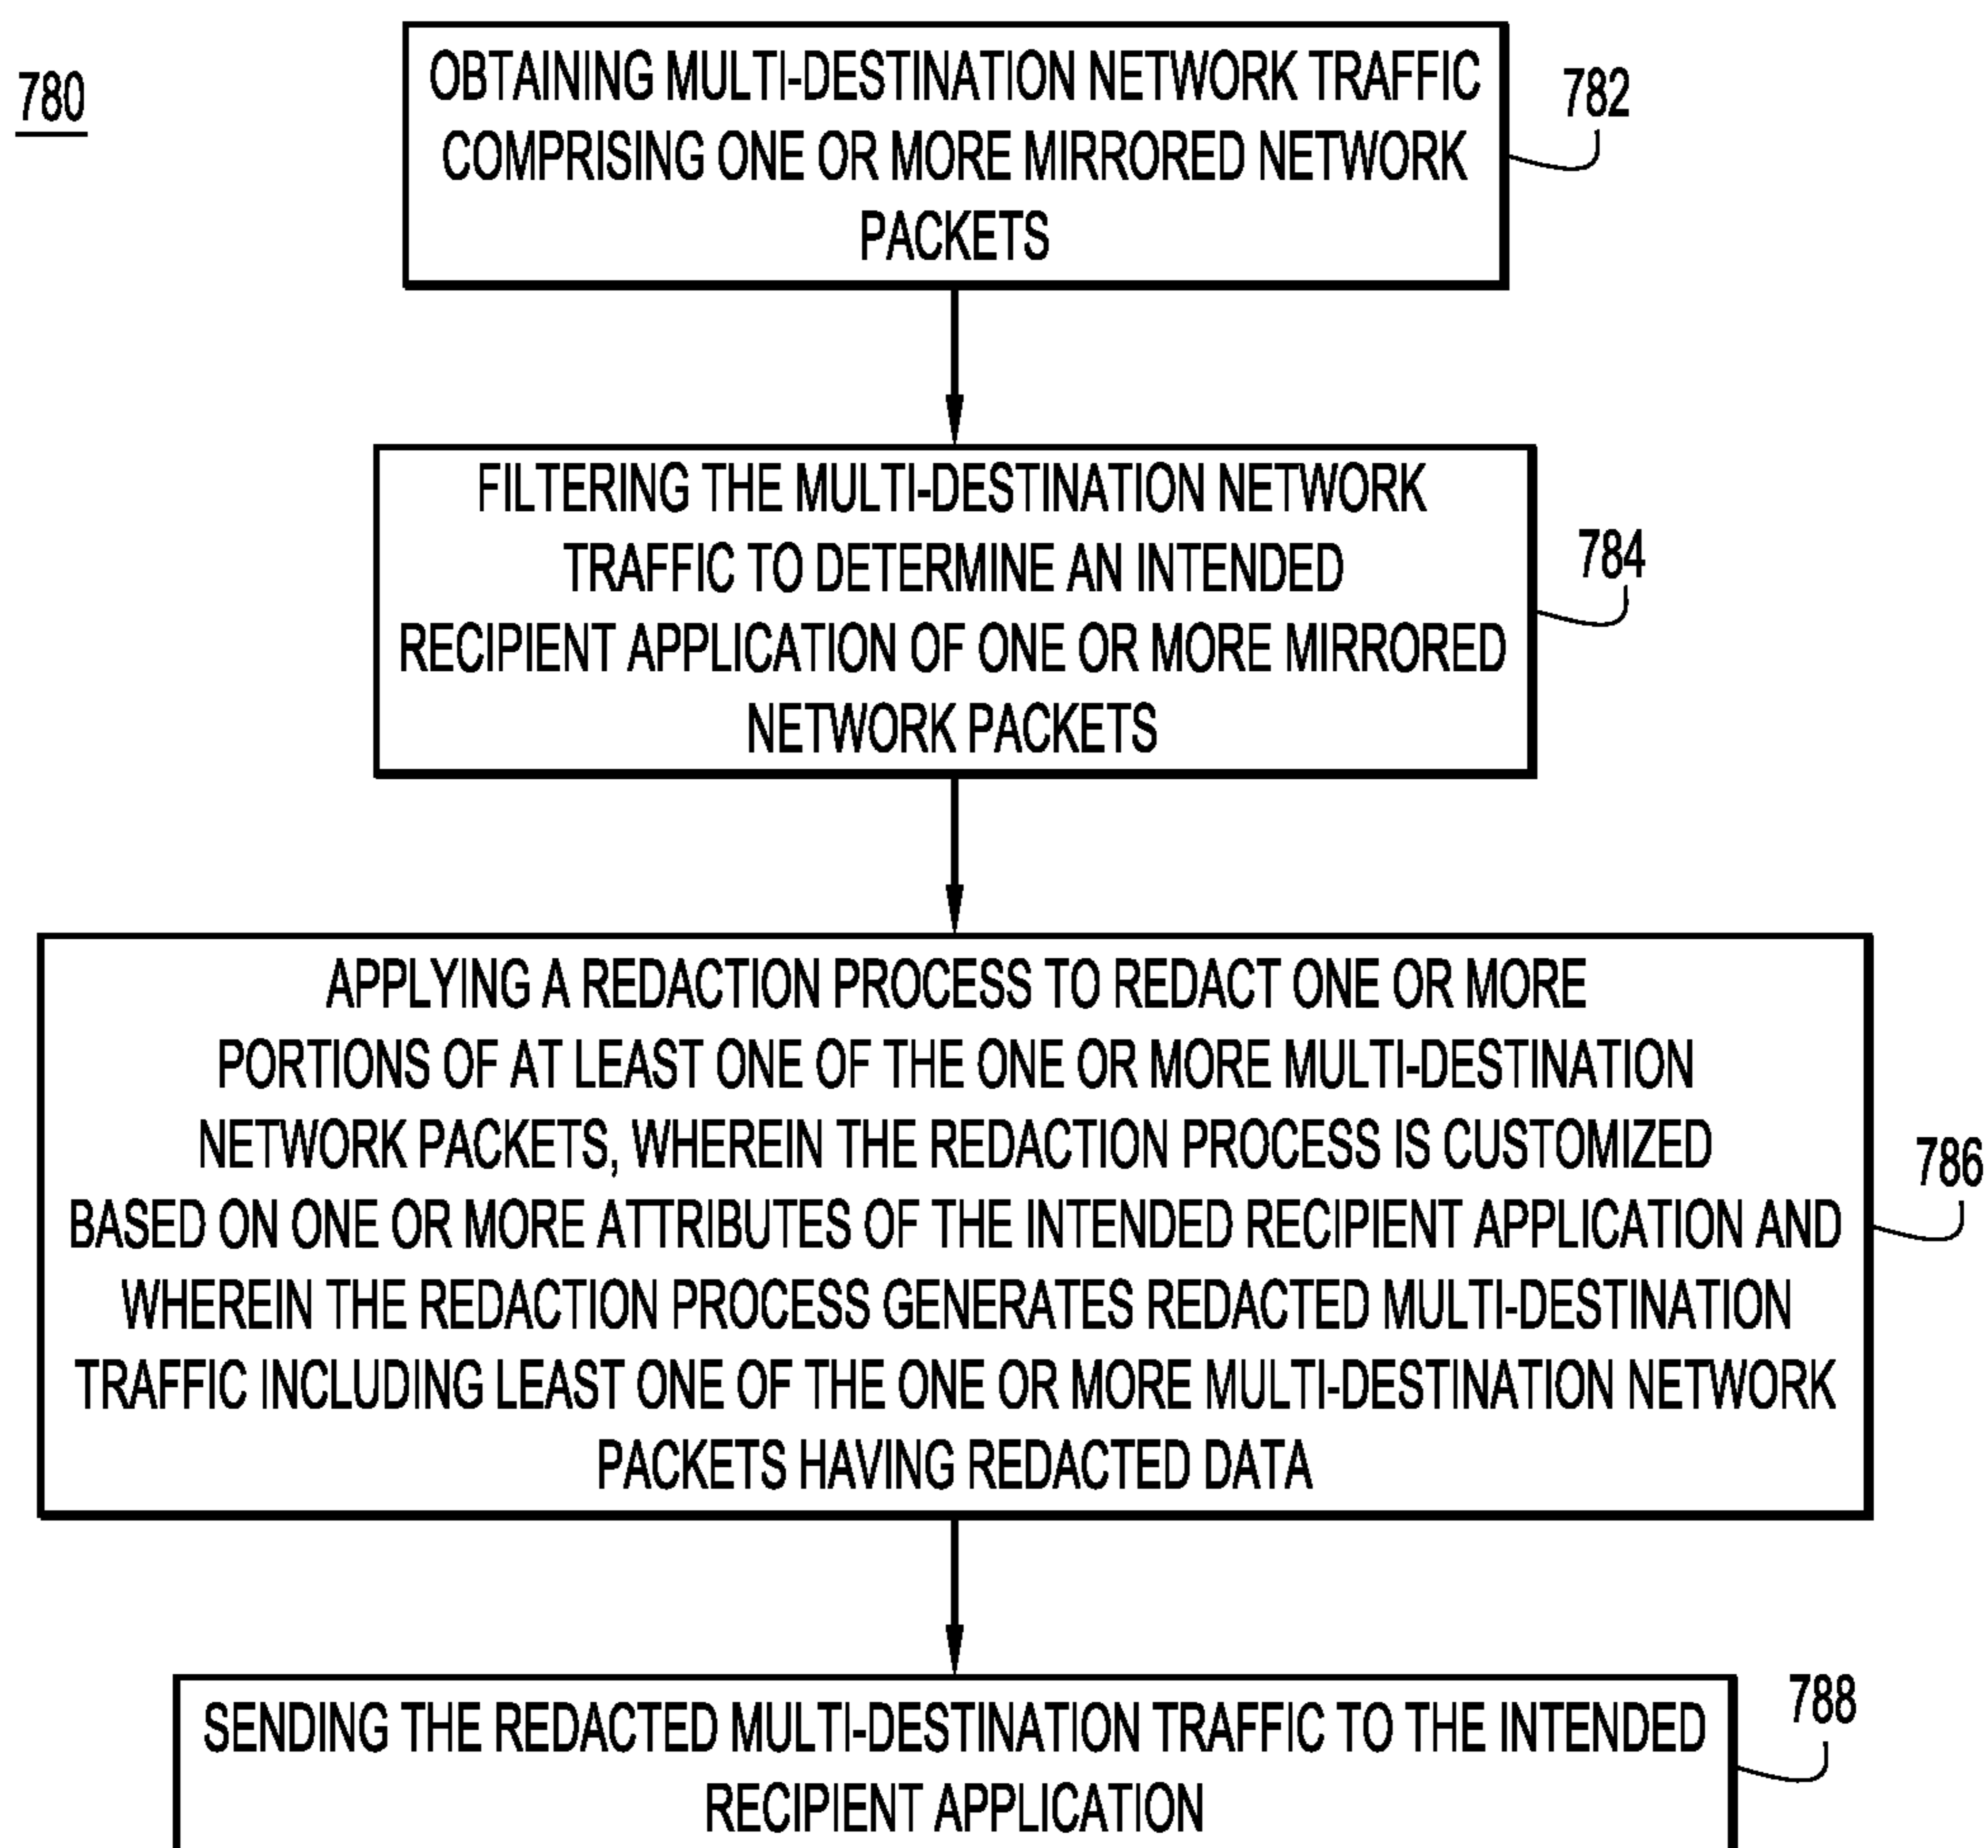 780
OBTAINING MULTI-DESTINATION NETWORK TRAFFIC
COMPRISING ONE OR MORE MIRRORED NETWORK
PACKETS
782
FILTERING THE MULTI-DESTINATION NETWORK
TRAFFIC TO DETERMINE AN INTENDED
RECIPIENT APPLICATION OF ONE OR MORE MIRRORED
NETWORK PACKETS
784
APPLYING A REDACTION PROCESS TO REDACT ONE OR MORE
PORTIONS OF AT LEAST ONE OF THE ONE OR MORE MULTI-DESTINATION
NETWORK PACKETS, WHEREIN THE REDACTION PROCESS IS CUSTOMIZED
BASED ON ONE OR MORE ATTRIBUTES OF THE INTENDED RECIPIENT APPLICATION AND
WHEREIN THE REDACTION PROCESS GENERATES REDACTED MULTI-DESTINATION
TRAFFIC INCLUDING LEAST ONE OF THE ONE OR MORE MULTI-DESTINATION NETWORK
PACKETS HAVING REDACTED DATA
786
SENDING THE REDACTED MULTI-DESTINATION TRAFFIC TO THE INTENDED
RECIPIENT APPLICATION
788